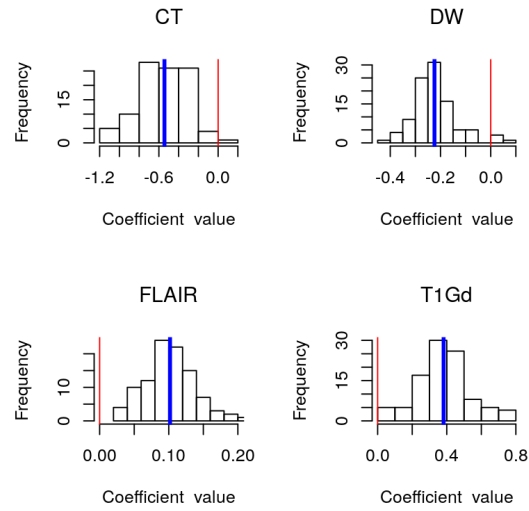 CT
Frequency
0 15
-1.2 -0.6 0.0
Coefficient value
DW
Frequency
0 15 30
-0.4 -0.2 0.0
Coefficient value
FLAIR
Frequency
0 10
0.00 0.10 0.20
Coefficient value
T1Gd
Frequency
0 15 30
0.0 0.4 0.8
Coefficient value